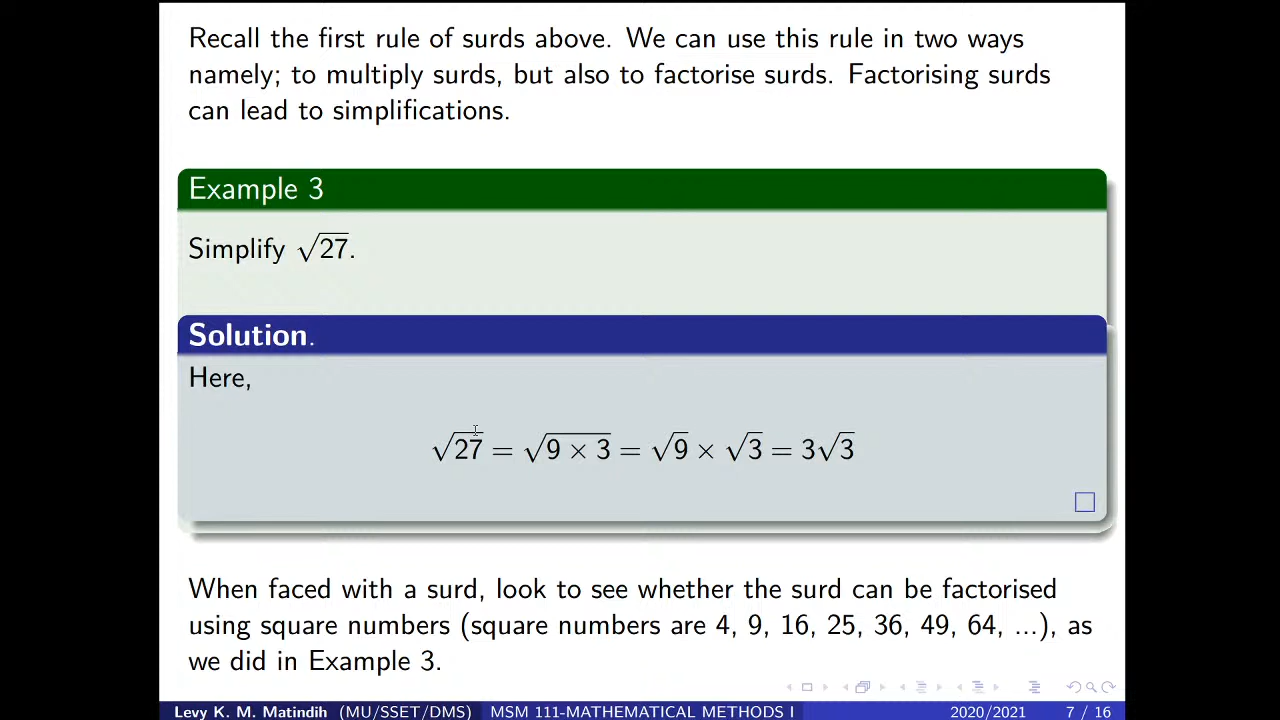 Recall the first rule of surds above. We can use this rule in two ways
namely; to multiply surds, but also to factorise surds. Factorising surds
can lead to simplifications.
Example 3
Simplify √27.
Solution.
Here,
√27 = √9 × 3 = √9 × √3 = 3√3
When faced with a surd, look to see whether the surd can be factorised
using square numbers (square numbers are 4, 9, 16, 25, 36, 49, 64, ...), as
we did in Example 3.
Levy K. M. Matindih (MU/SSET/DMS) MSM 111-MATHEMATICAL METHODS I 2020/2021 7 / 16